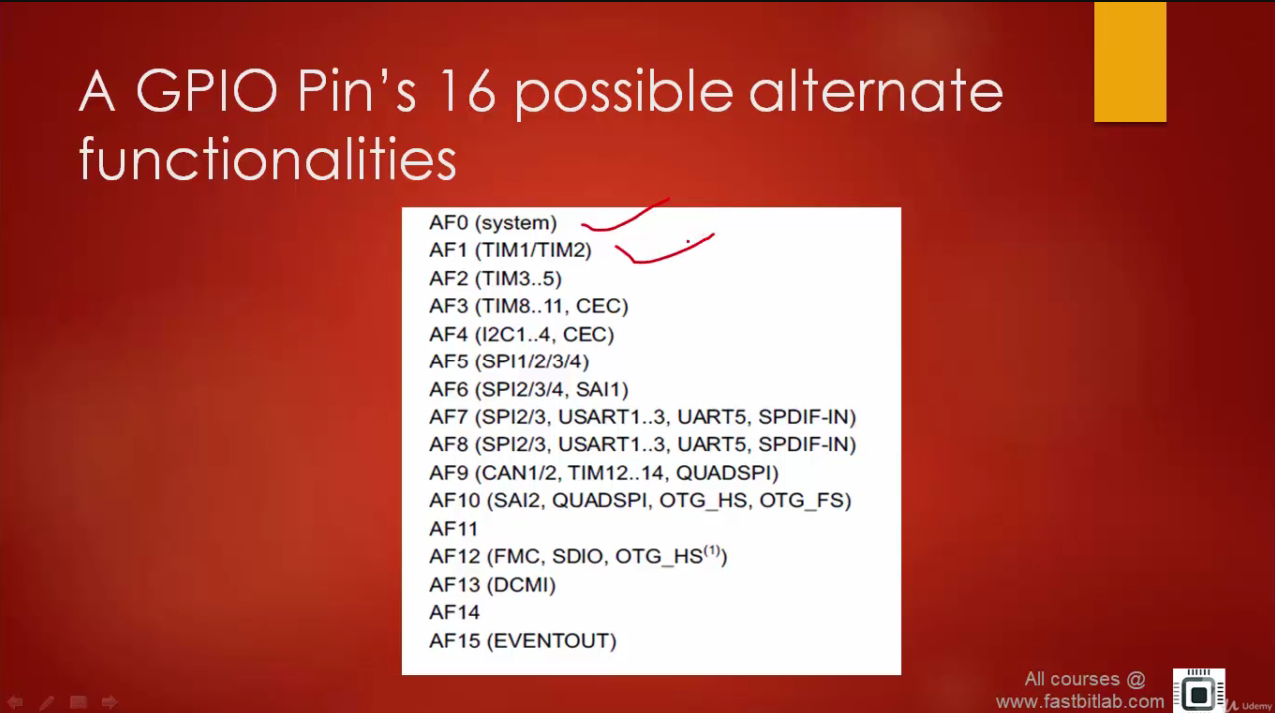 A GPIO Pin’s 16 possible alternate
functionalities
AF0 (system)
AF1 (TIM1/TIM2)
AF2 (TIM3..5)
AF3 (TIM8..11, CEC)
AF4 (I2C1..4, CEC)
AF5 (SPI1/2/3/4)
AF6 (SPI2/3/4, SAI1)
AF7 (SPI2/3, USART1..3, UART5, SPDIF-IN)
AF8 (SPI2/3, USART1..3, UART5, SPDIF-IN)
AF9 (CAN1/2, TIM12..14, QUADSPI)
AF10 (SAI2, QUADSPI, OTG_HS, OTG_FS)
AF11
AF12 (FMC, SDIO, OTG_HS(1))
AF13 (DCMI)
AF14
AF15 (EVENTOUT)
All courses @
www.fastbitlab.com
Udemy